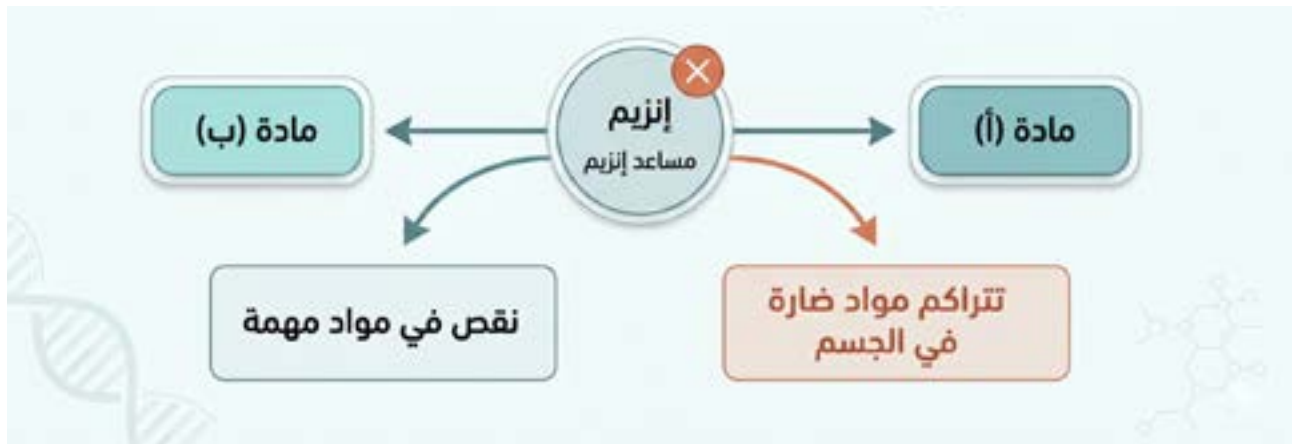 مادة (أ)
إنزيم
مساعد إنزيم
مادة (ب)
تتراكم مواد ضارة
في الجسم
نقص في مواد مهمة